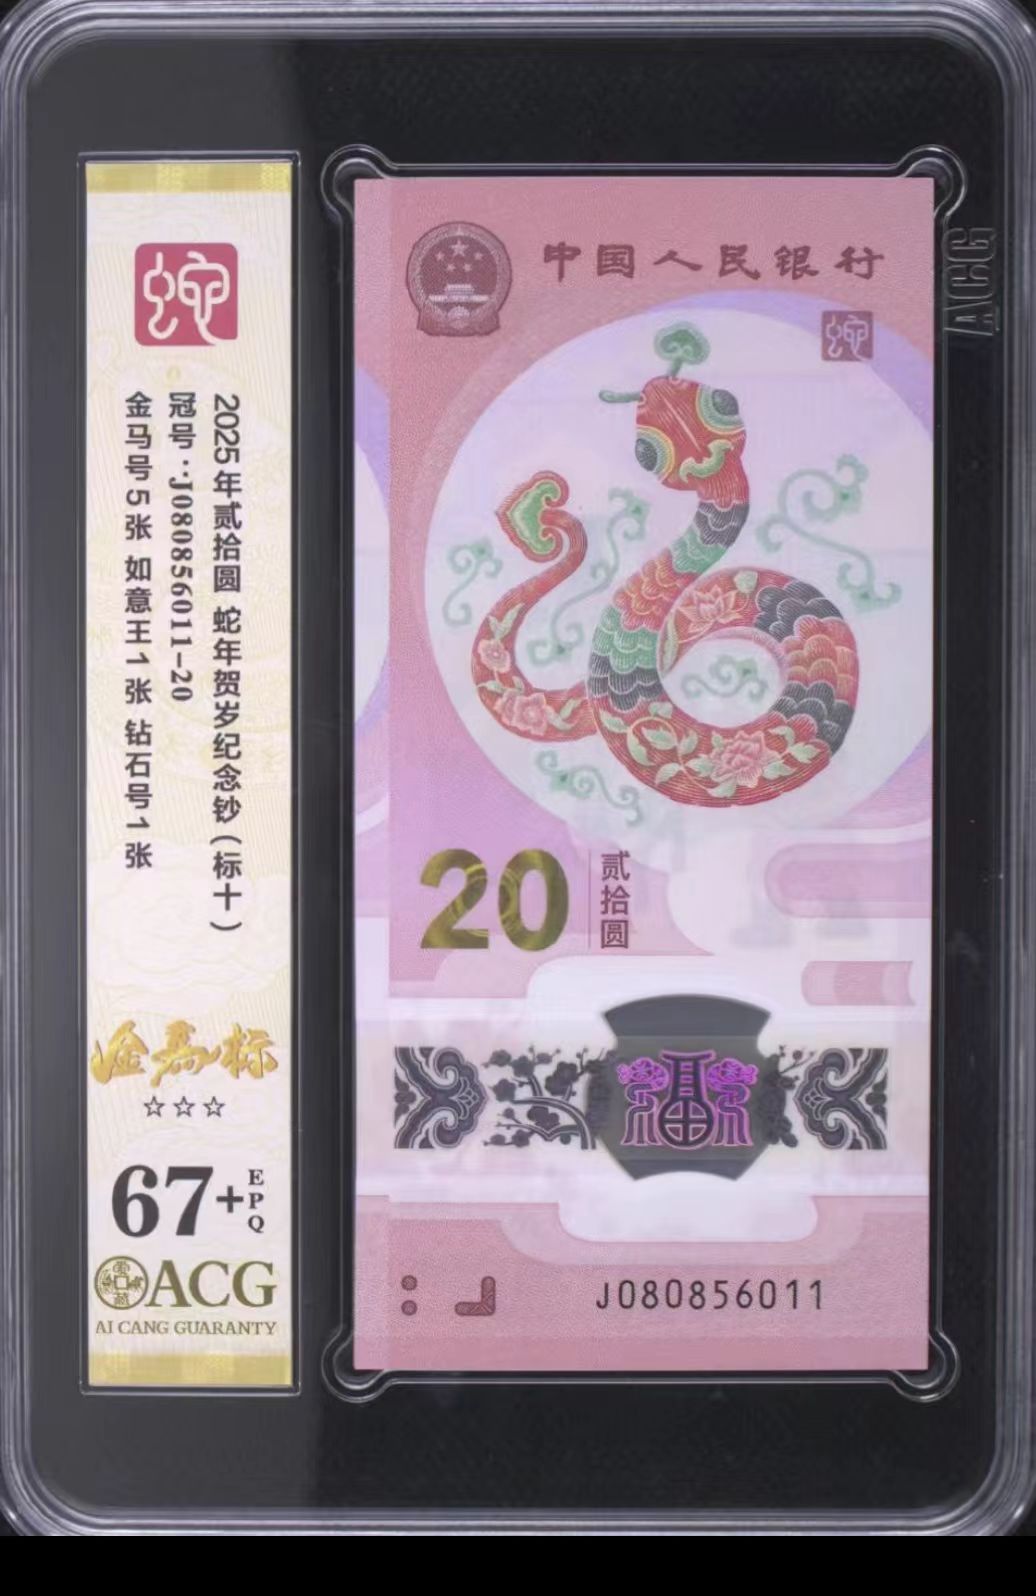 蛇
2025年贰拾圆 蛇年贺岁纪念钞(标十)
冠号:J080856011-20
金马号5张 如意王1张 钻石号1张
金马标
☆☆☆
67+EPQ
ACG
AI CANG GUARANTY
中国人民银行
蛇
20 贰拾圆
福
J080856011
ACG